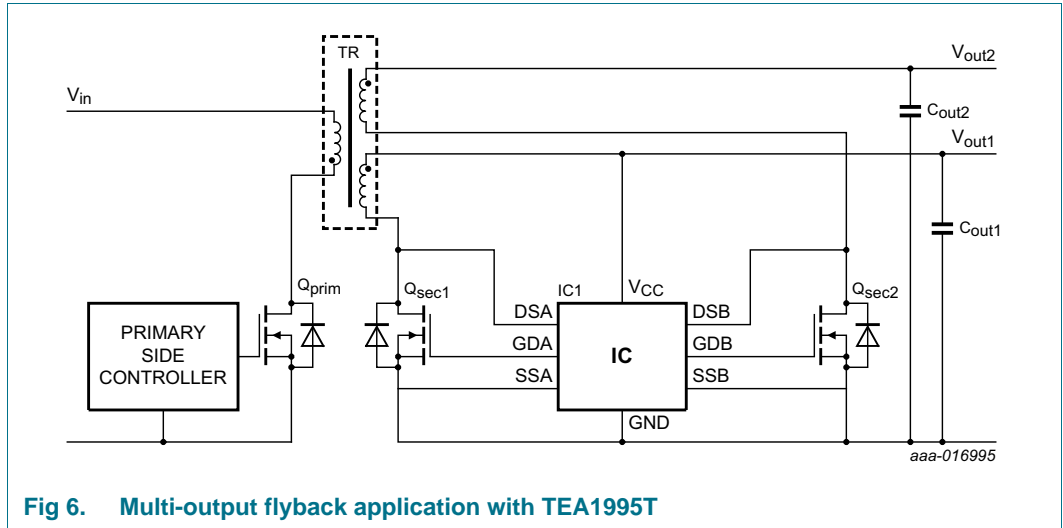 TR
Vout2
Vin
Cout2
Vout1
Cout1
Qprim
Qsec1
IC1
VCC
Qsec2
DSA
DSB
PRIMARY
SIDE
CONTROLLER
GDA
IC
GDB
SSA
SSB
GND
aaa-016995
Fig 6. Multi-output flyback application with TEA1995T